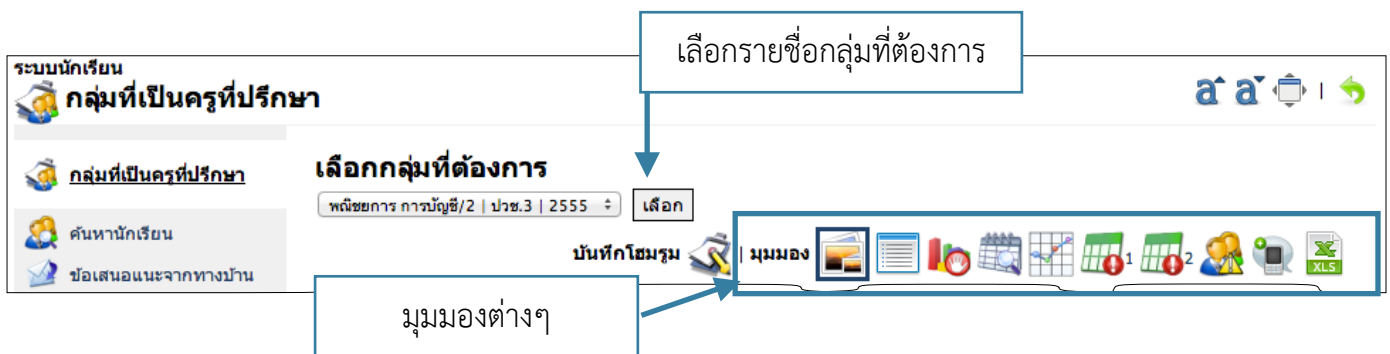 เลือกรายชื่อกลุ่มที่ต้องการ
ระบบนักเรียน
กลุ่มที่เป็นครูที่ปรึกษา
a a |
กลุ่มที่เป็นครูที่ปรึกษา
เลือกกลุ่มที่ต้องการ
พณิชยการ การบัญชี/2 | ปวช.3 | 2555 เลือก
ค้นหานักเรียน
บันทึกโฮมรูม | มุมมอง 1 2 XLS
ข้อเสนอแนะจากทางบ้าน
มุมมองต่างๆ